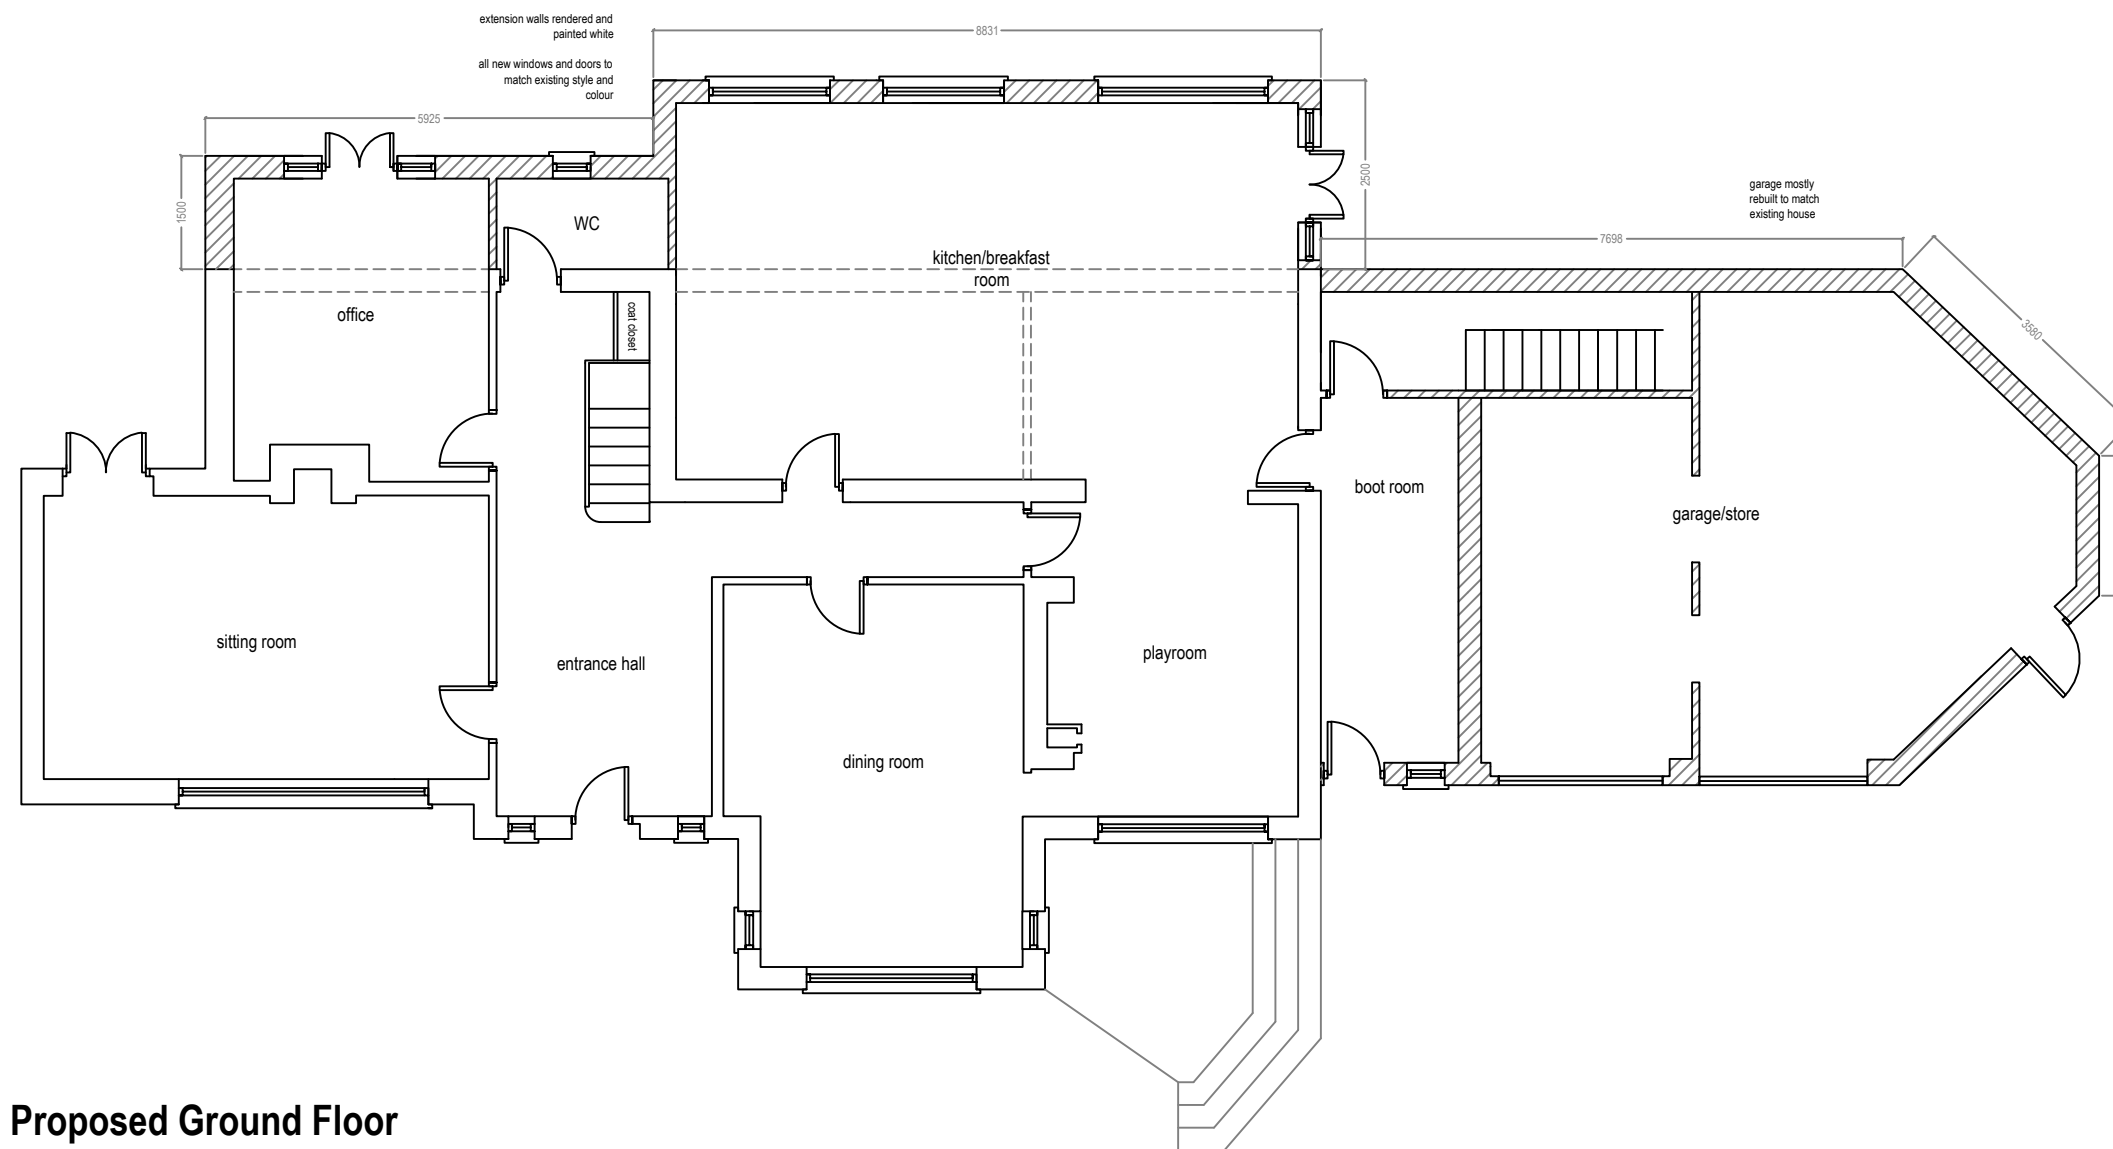 extension walls rendered and
painted white
all new windows and doors to
match existing style and
colour
8831
5925
1500
2500
garage mostly
rebuilt to match
existing house
7698
3580
WC
kitchen/breakfast
room
office
coat closet
boot room
garage/store
sitting room
entrance hall
playroom
dining room
Proposed Ground Floor